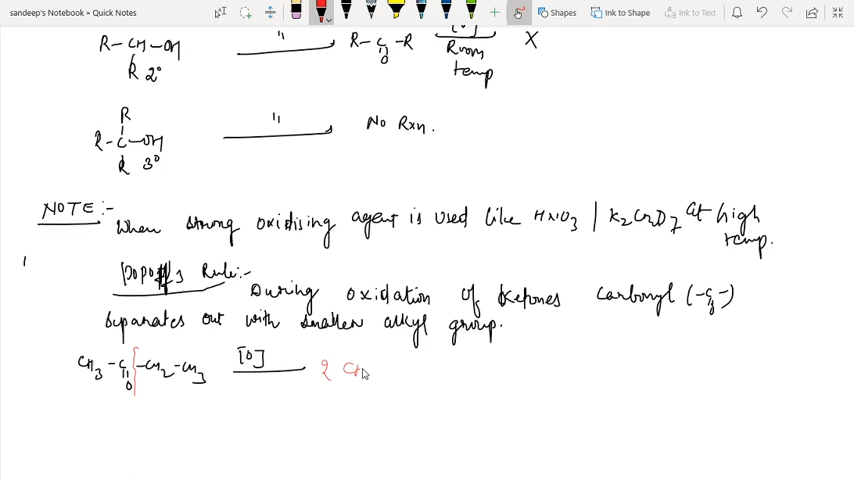 sandeep's Notebook » Quick Notes
Shapes
Ink to Shape
Ink to Text
R-CH-OH " R-C-R [O] X
R 2° O Room temp
R
R-C-OH " No Rxn.
R 3°
NOTE:-
When strong oxidising agent is used like HNO3 | K2Cr2O7 at high temp.
Rule:-
During oxidation of Ketones carbonyl (-C-)
O
separates out with smaller alkyl group.
CH3-C-CH2-CH3 [O] 2 CH
O